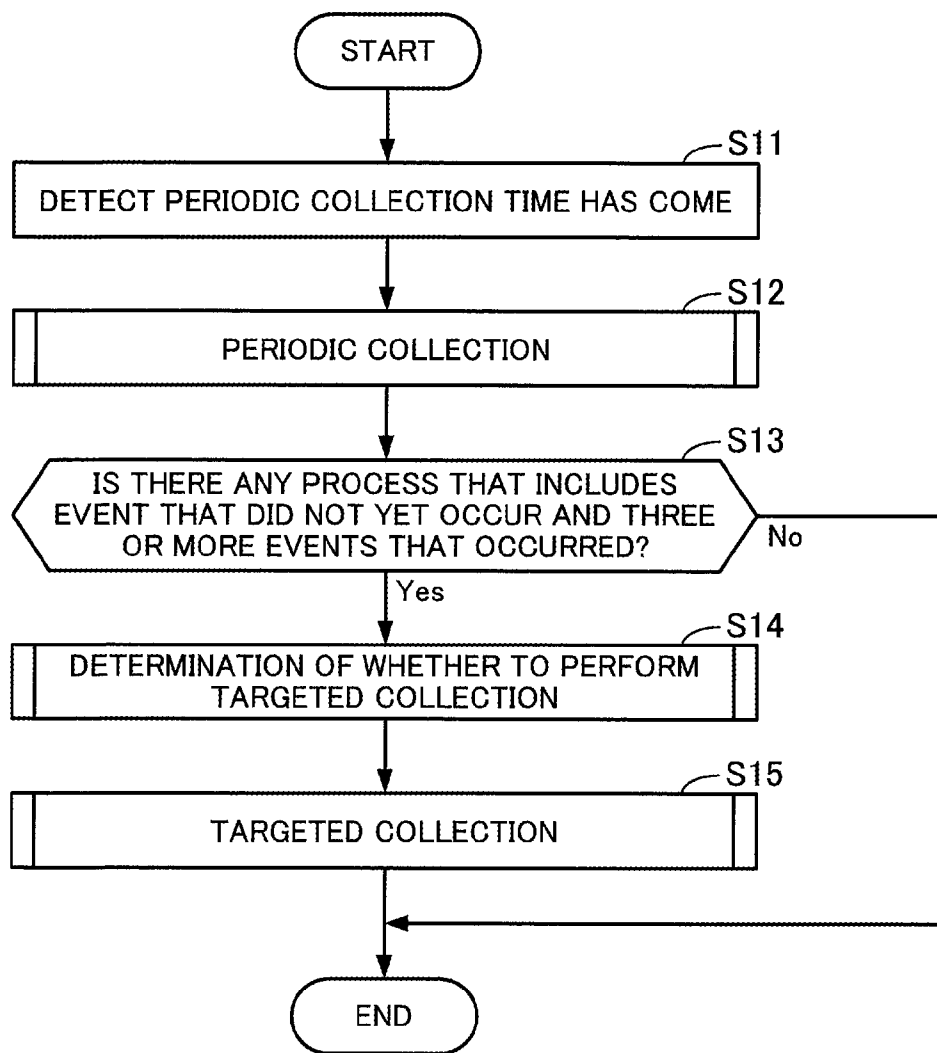 START
S11
DETECT PERIODIC COLLECTION TIME HAS COME
S12
PERIODIC COLLECTION
S13
IS THERE ANY PROCESS THAT INCLUDES
EVENT THAT DID NOT YET OCCUR AND THREE
OR MORE EVENTS THAT OCCURRED?
No
Yes
S14
DETERMINATION OF WHETHER TO PERFORM
TARGETED COLLECTION
S15
TARGETED COLLECTION
END